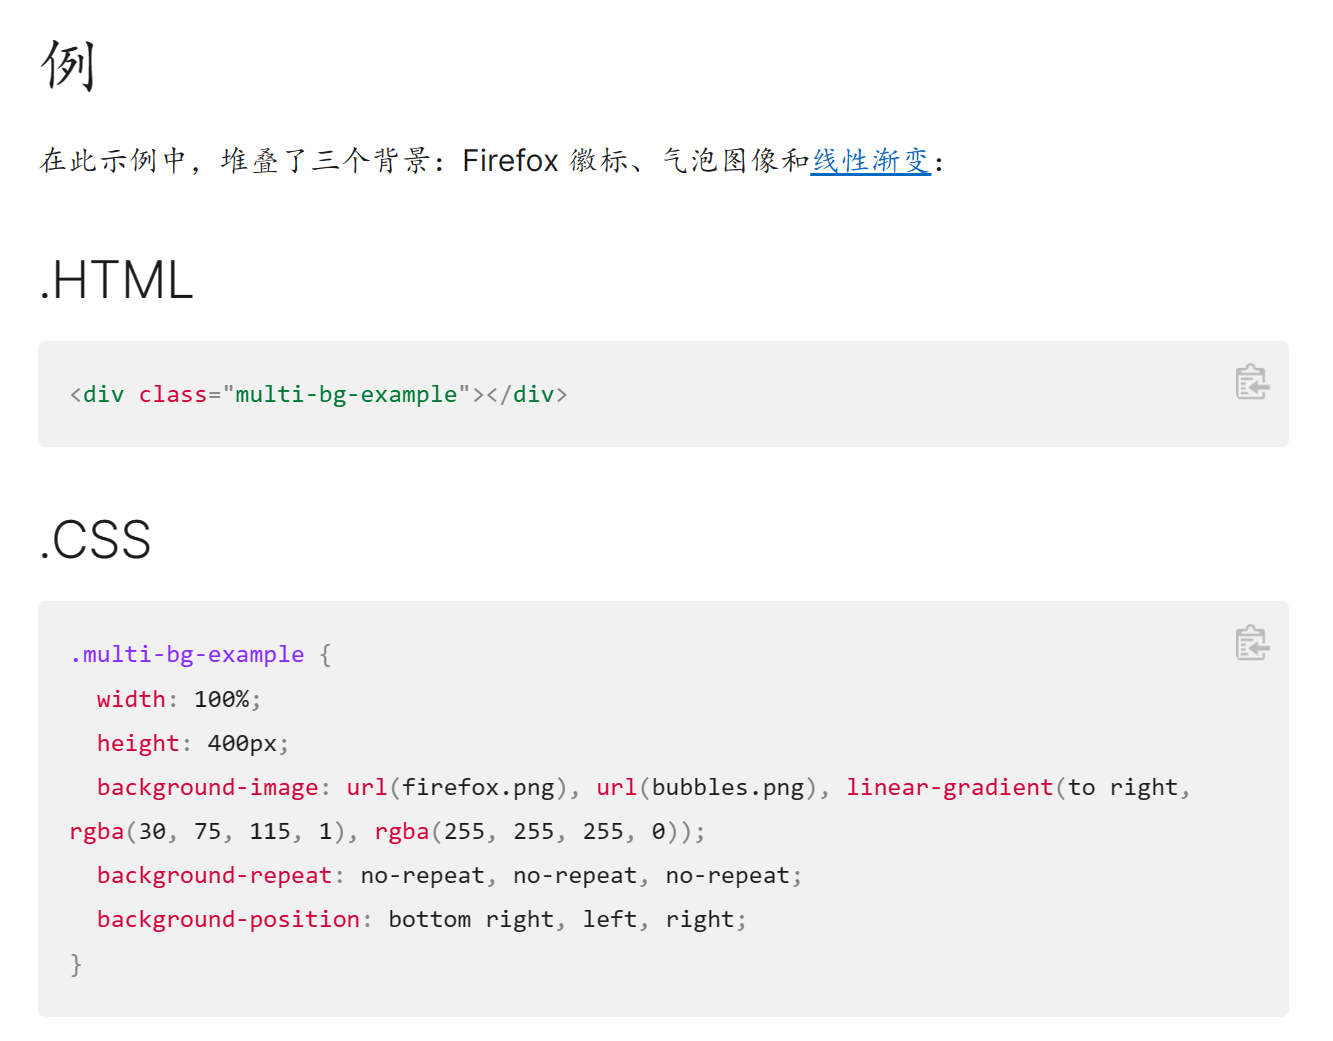 例
在此示例中，堆叠了三个背景：Firefox 徽标、气泡图像和线性渐变：
.HTML
<div class="multi-bg-example"></div>
.CSS
.multi-bg-example {
  width: 100%;
  height: 400px;
  background-image: url(firefox.png), url(bubbles.png), linear-gradient(to right,
rgba(30, 75, 115, 1), rgba(255, 255, 255, 0));
  background-repeat: no-repeat, no-repeat, no-repeat;
  background-position: bottom right, left, right;
}